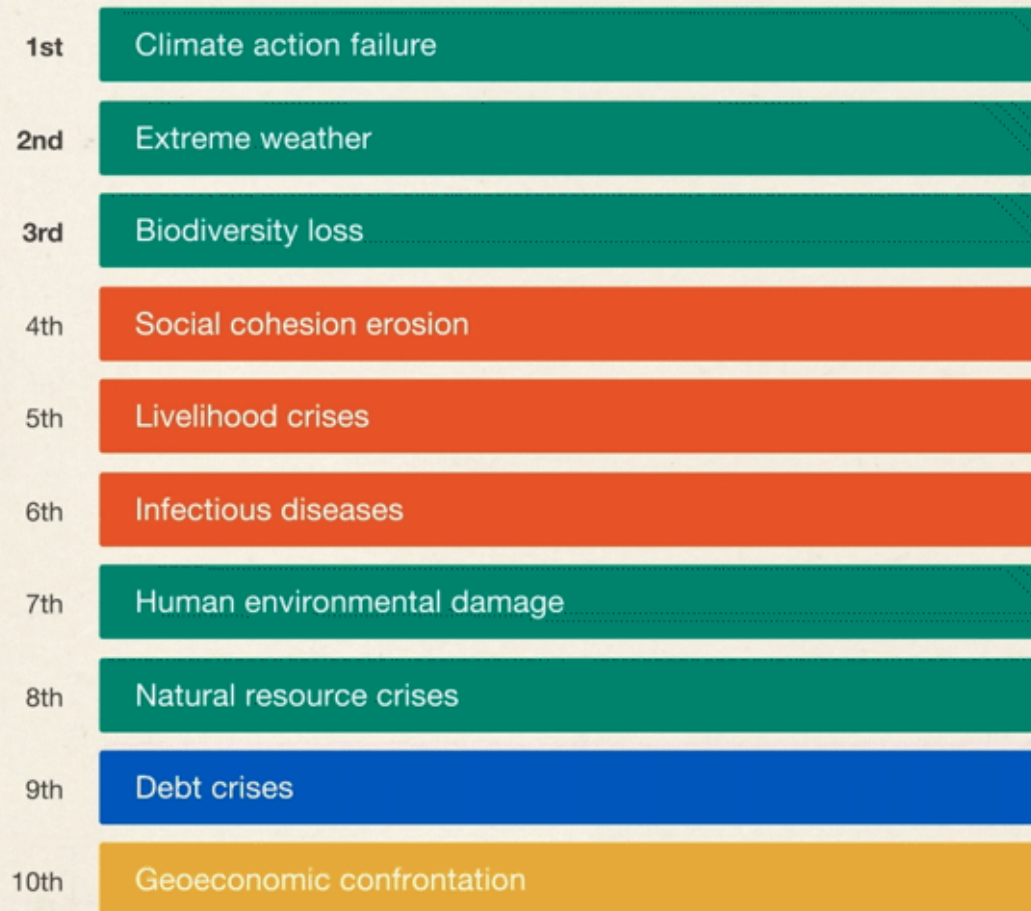 1st Climate action failure
2nd Extreme weather
3rd Biodiversity loss
4th Social cohesion erosion
5th Livelihood crises
6th Infectious diseases
7th Human environmental damage
8th Natural resource crises
9th Debt crises
10th Geoeconomic confrontation